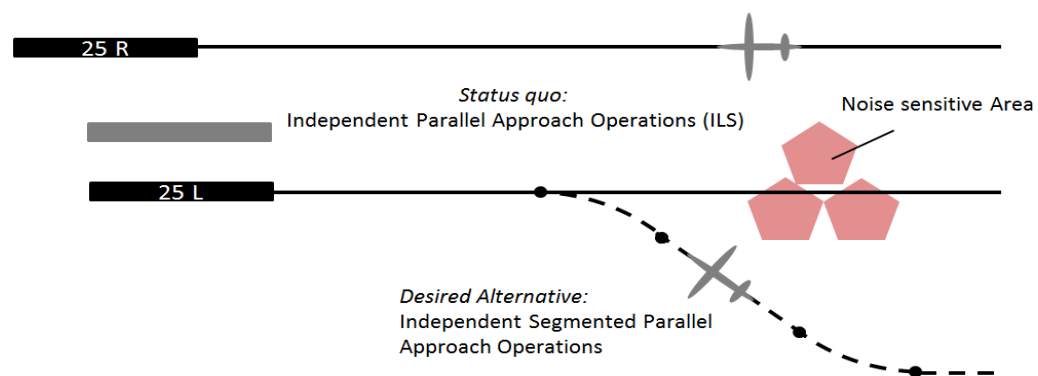 25 R
Status quo:
Independent Parallel Approach Operations (ILS)
Noise sensitive Area
25 L
Desired Alternative:
Independent Segmented Parallel
Approach Operations